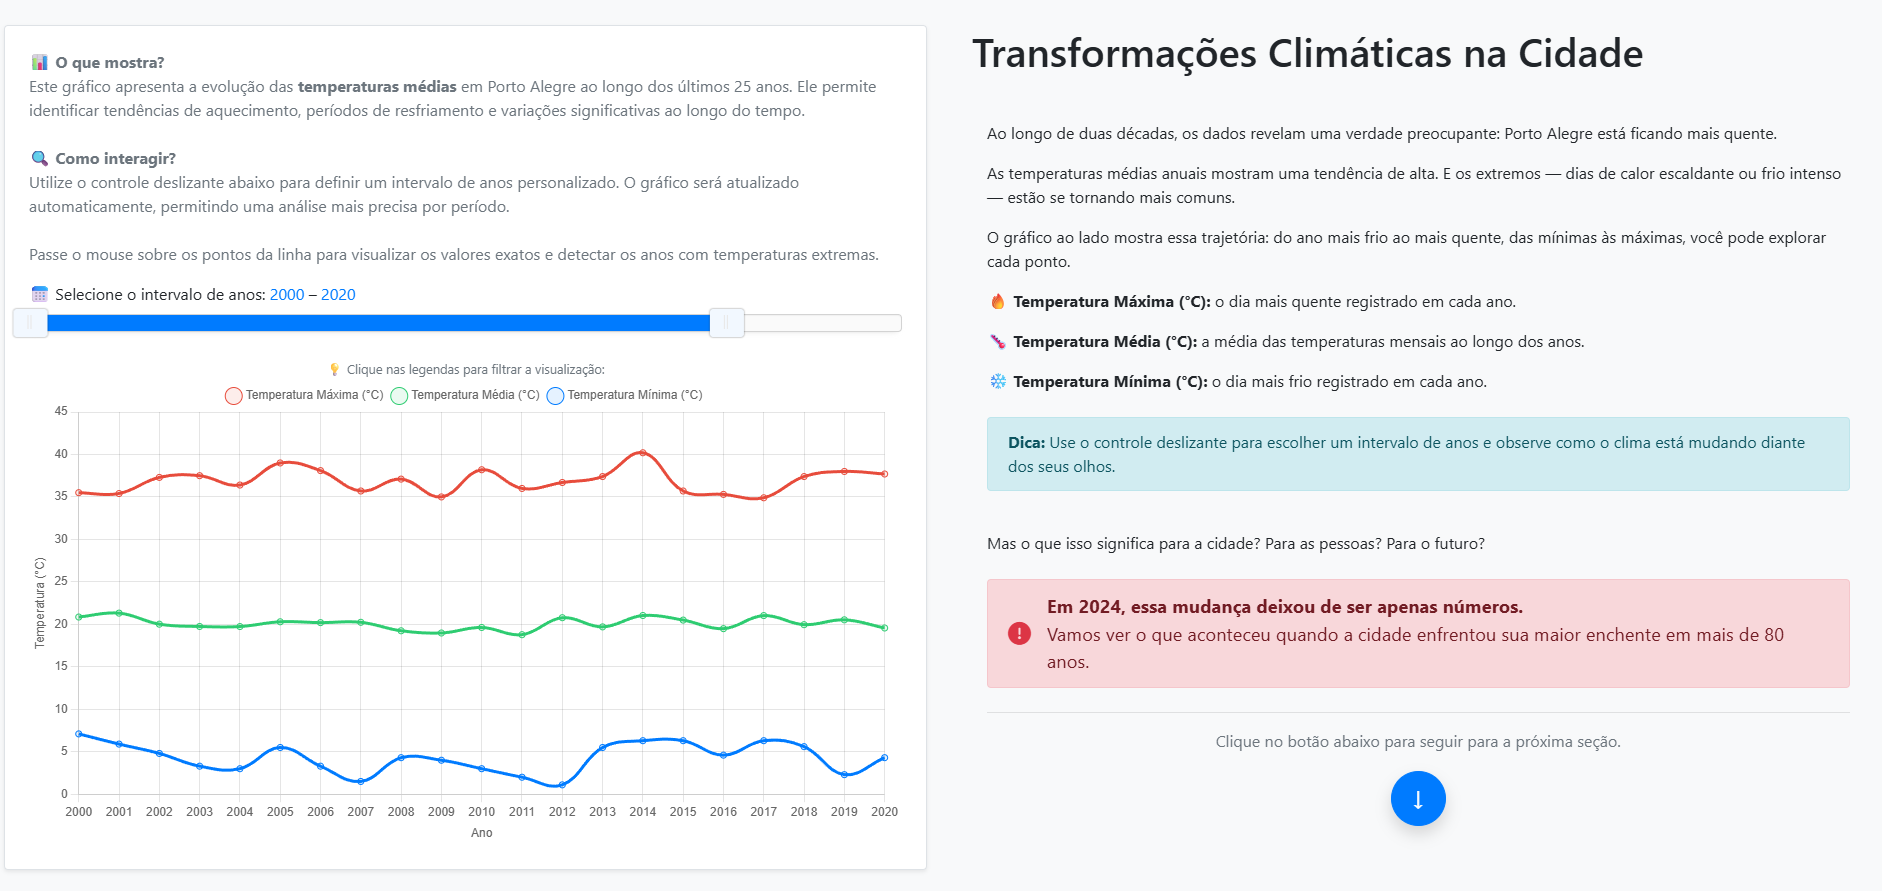 📊 O que mostra?
Este gráfico apresenta a evolução das temperaturas médias em Porto Alegre ao longo dos últimos 25 anos. Ele permite
identificar tendências de aquecimento, períodos de resfriamento e variações significativas ao longo do tempo.
🔍 Como interagir?
Utilize o controle deslizante abaixo para definir um intervalo de anos personalizado. O gráfico será atualizado
automaticamente, permitindo uma análise mais precisa por período.
Passe o mouse sobre os pontos da linha para visualizar os valores exatos e detectar os anos com temperaturas extremas.
Selecione o intervalo de anos: 2000 – 2020
💡 Clique nas legendas para filtrar a visualização:
Temperatura Máxima (°C) Temperatura Média (°C) Temperatura Mínima (°C)
45
40
35
30
25
20
15
10
5
0
Temperatura (°C)
2000 2001 2002 2003 2004 2005 2006 2007 2008 2009 2010 2011 2012 2013 2014 2015 2016 2017 2018 2019 2020
Ano
Transformações Climáticas na Cidade
Ao longo de duas décadas, os dados revelam uma verdade preocupante: Porto Alegre está ficando mais quente.
As temperaturas médias anuais mostram uma tendência de alta. E os extremos — dias de calor escaldante ou frio intenso
— estão se tornando mais comuns.
O gráfico ao lado mostra essa trajetória: do ano mais frio ao mais quente, das mínimas às máximas, você pode explorar
cada ponto.
🔥 Temperatura Máxima (°C): o dia mais quente registrado em cada ano.
🌡️ Temperatura Média (°C): a média das temperaturas mensais ao longo dos anos.
❄️ Temperatura Mínima (°C): o dia mais frio registrado em cada ano.
Dica: Use o controle deslizante para escolher um intervalo de anos e observe como o clima está mudando diante
dos seus olhos.
Mas o que isso significa para a cidade? Para as pessoas? Para o futuro?
Em 2024, essa mudança deixou de ser apenas números.
Vamos ver o que aconteceu quando a cidade enfrentou sua maior enchente em mais de 80
anos.
Clique no botão abaixo para seguir para a próxima seção.
↓